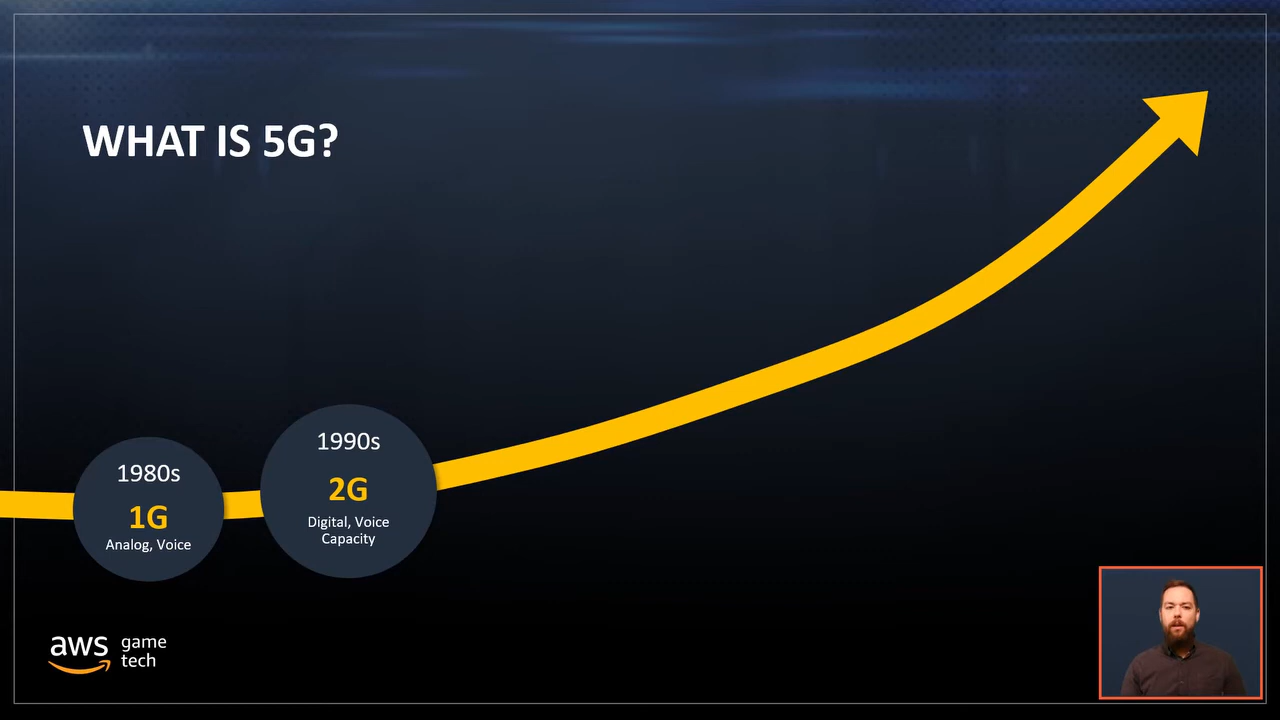 WHAT IS 5G?
1980s
1G
Analog, Voice
1990s
2G
Digital, Voice
Capacity
aws
game
tech